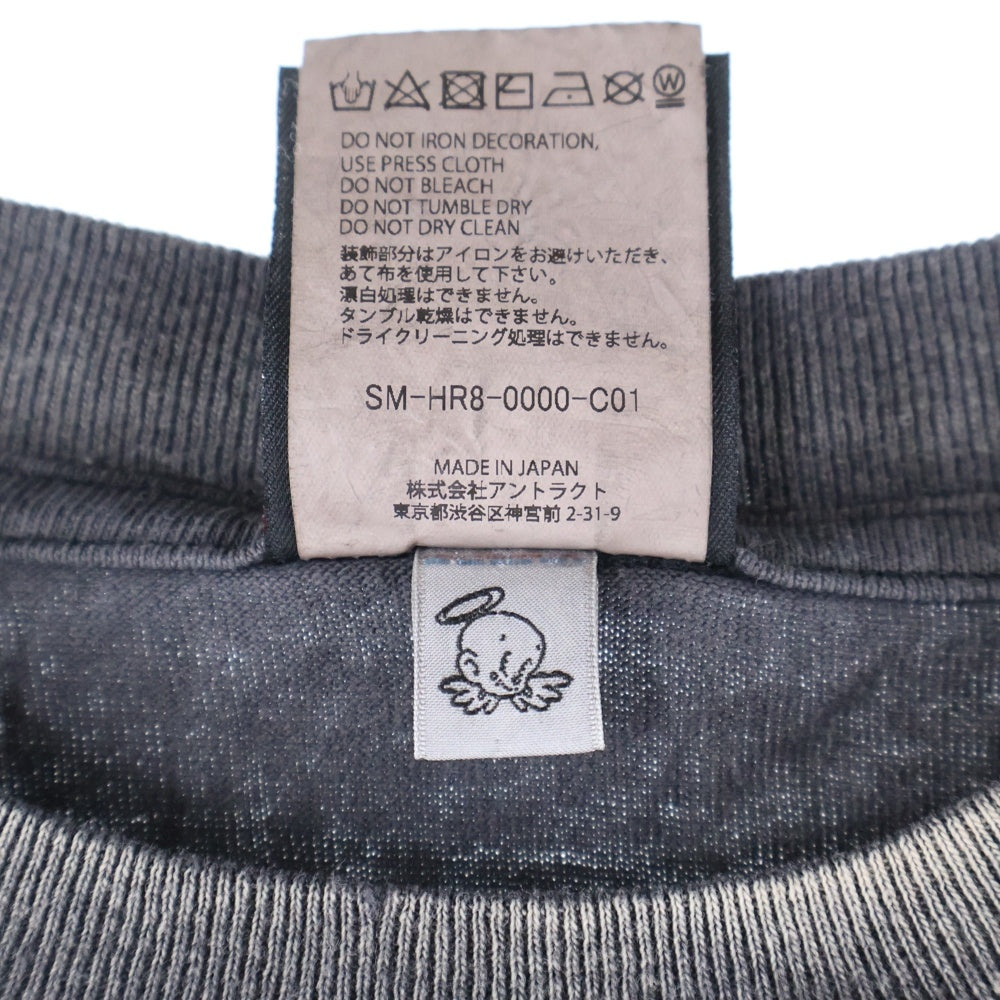 W
DO NOT IRON DECORATION,
USE PRESS CLOTH
DO NOT BLEACH
DO NOT TUMBLE DRY
DO NOT DRY CLEAN
装飾部分はアイロンをお避けいただき、
あて布を使用して下さい。
漂白処理はできません。
タンブル乾燥はできません。
ドライクリーニング処理はできません。
SM-HR8-0000-C01
MADE IN JAPAN
株式会社アントラクト
東京都渋谷区神宮前 2-31-9